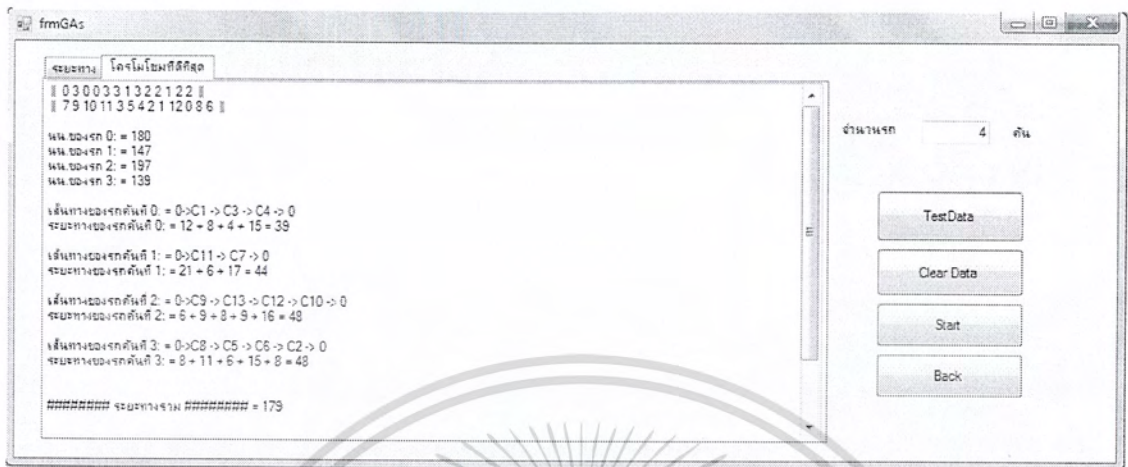 frmGAs
ระยะทาง โครโมโซมที่ดีที่สุด
|| 0 3 0 0 3 3 1 3 2 2 1 2 2 ||
|| 7 9 10 11 3 5 4 2 1 12 0 8 6 ||
นน.ของรถ 0: = 180
นน.ของรถ 1: = 147
นน.ของรถ 2: = 197
นน.ของรถ 3: = 139
เส้นทางของรถคันที่ 0: = 0->C1 -> C3 -> C4 -> 0
ระยะทางของรถคันที่ 0: = 12 + 8 + 4 + 15 = 39
เส้นทางของรถคันที่ 1: = 0->C11 -> C7 -> 0
ระยะทางของรถคันที่ 1: = 21 + 6 + 17 = 44
เส้นทางของรถคันที่ 2: = 0->C9 -> C13 -> C12 -> C10 -> 0
ระยะทางของรถคันที่ 2: = 6 + 9 + 8 + 9 + 16 = 48
เส้นทางของรถคันที่ 3: = 0->C8 -> C5 -> C6 -> C2 -> 0
ระยะทางของรถคันที่ 3: = 8 + 11 + 6 + 15 + 8 = 48
######## ระยะทางรวม ######## = 179
จำนวนรถ 4 คัน
TestData
Clear Data
Start
Back